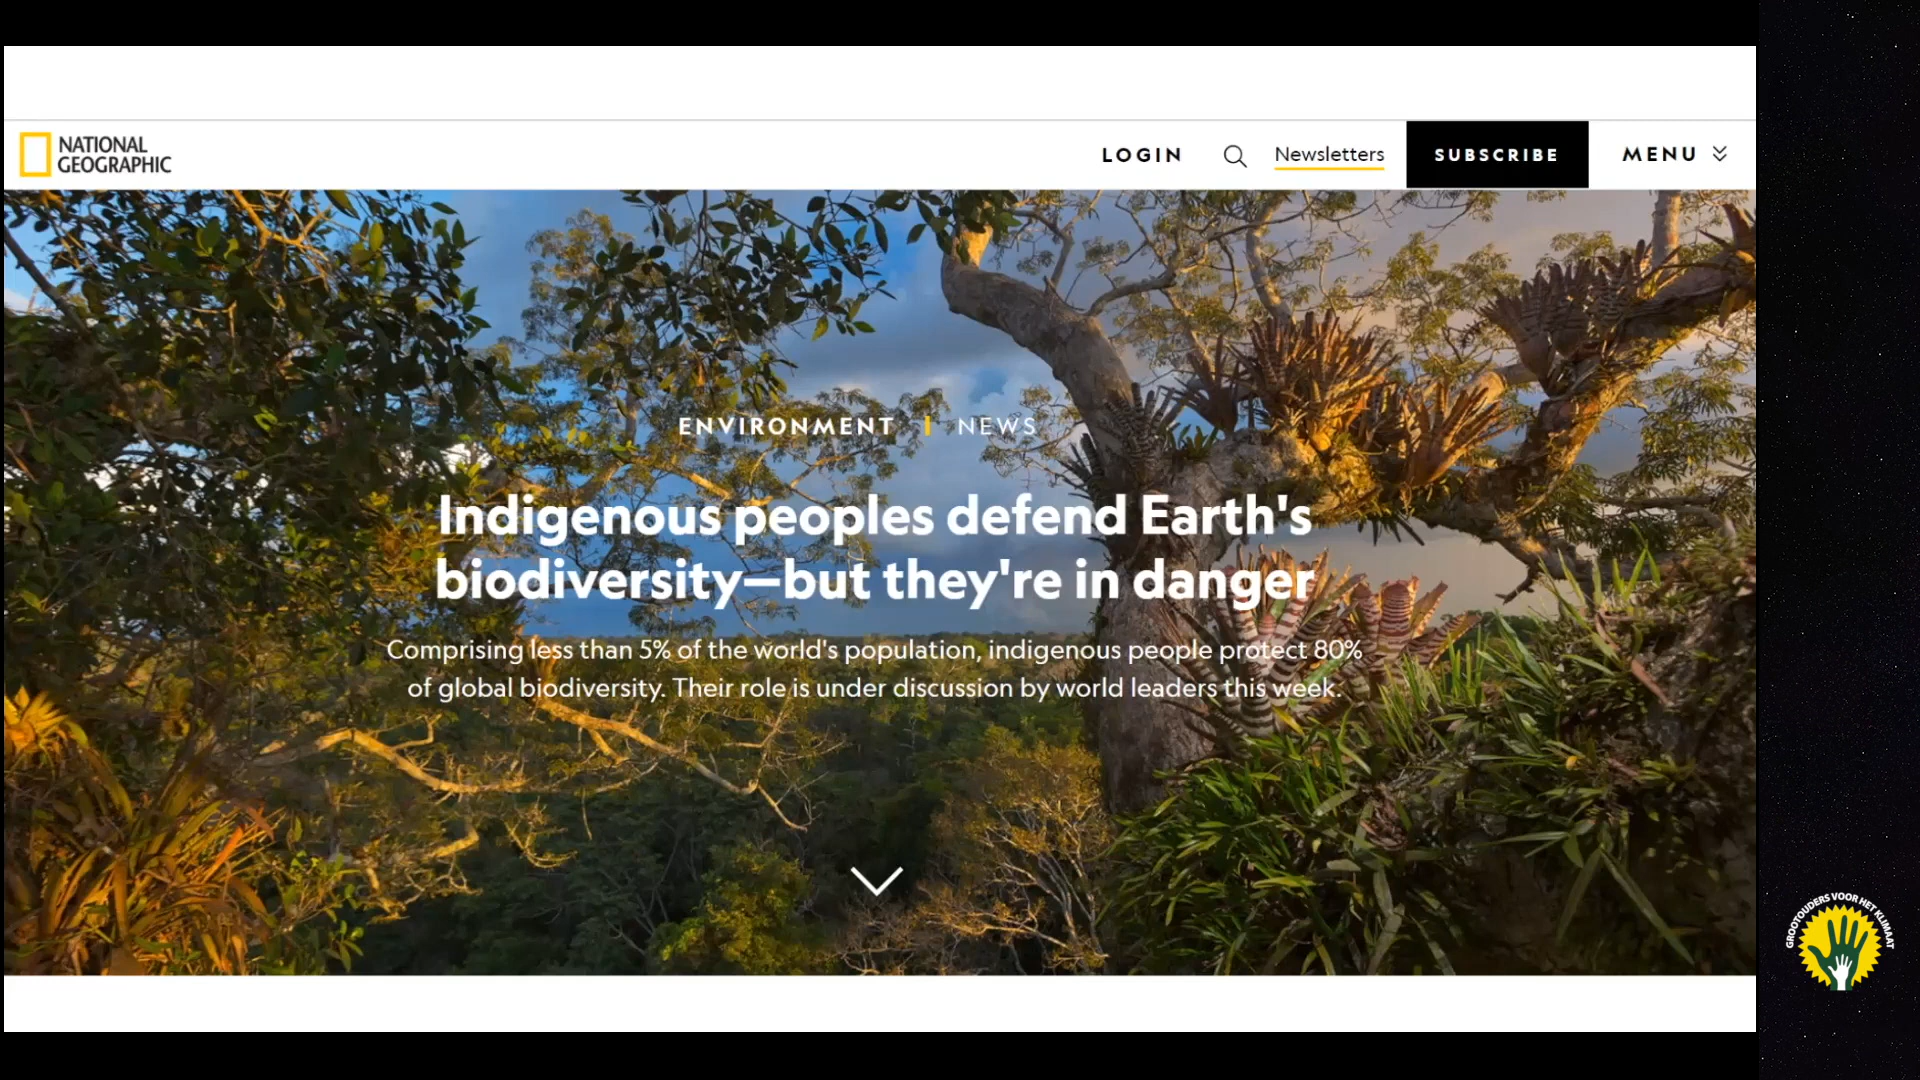 NATIONAL
GEOGRAPHIC
LOGIN
Newsletters
SUBSCRIBE
MENU
ENVIRONMENT | NEWS
Indigenous peoples defend Earth's
biodiversity—but they're in danger
Comprising less than 5% of the world's population, indigenous people protect 80%
of global biodiversity. Their role is under discussion by world leaders this week.
GROOTOUDERS VOOR HET KLIMAAT